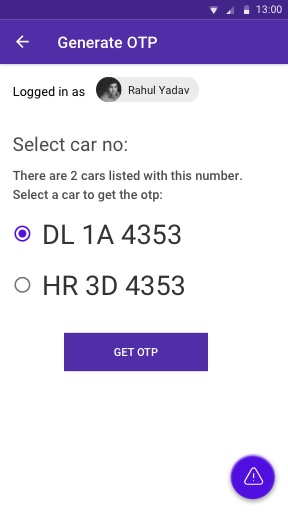 13:00
Generate OTP
Logged in as Rahul Yadav
Select car no:
There are 2 cars listed with this number.
Select a car to get the otp:
DL 1A 4353
HR 3D 4353
GET OTP